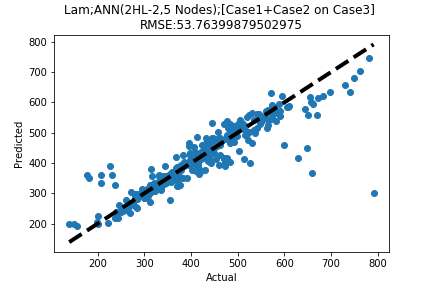 Lam;ANN(2HL-2,5 Nodes);[Case1+Case2 on Case3]
RMSE:53.76399879502975
800
700
600
500
400
300
200
Predicted
200 300 400 500 600 700 800
Actual